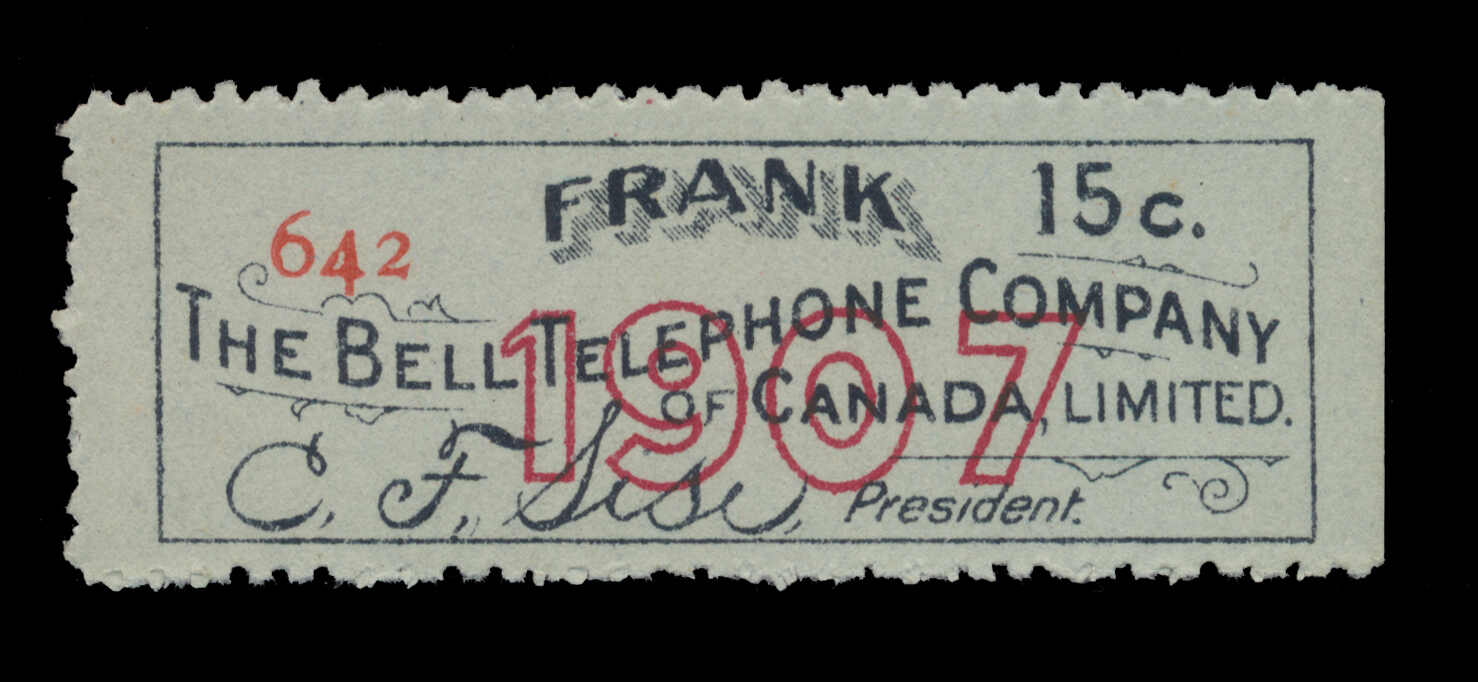 FRANK 15c.
642
THE BELL TELEPHONE COMPANY
OF CANADA, LIMITED.
1907
C. F. Sise, President.